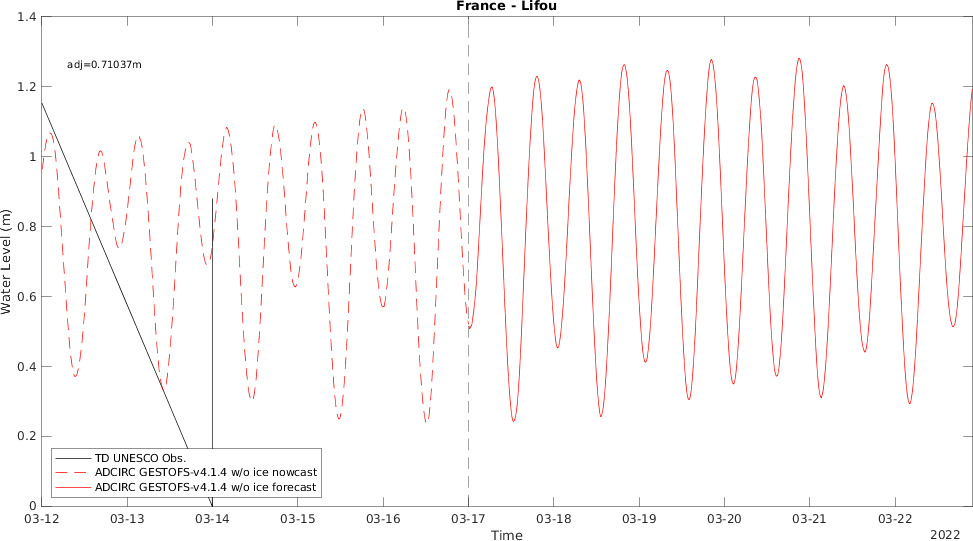 France - Lifou
adj=0.71037m
Water Level (m)
1.4
1.2
1
0.8
0.6
0.4
0.2
0
TD UNESCO Obs.
ADCIRC GESTOFS-v4.1.4 w/o ice nowcast
ADCIRC GESTOFS-v4.1.4 w/o ice forecast
03-12 03-13 03-14 03-15 03-16 03-17 03-18 03-19 03-20 03-21 03-22
Time
2022